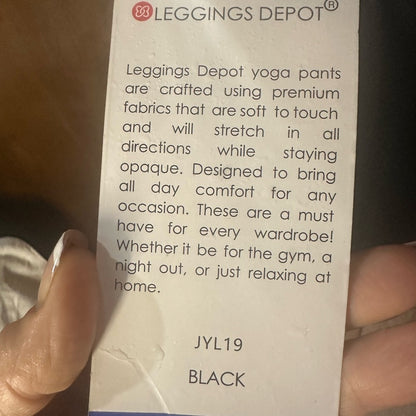 LEGGINGS DEPOT®
Leggings Depot yoga pants
are crafted using premium
fabrics that are soft to touch
and will stretch in all
directions while staying
opaque. Designed to bring
all day comfort for any
occasion. These are a must
have for every wardrobe!
Whether it be for the gym, a
night out, or just relaxing at
home.
JYL19
BLACK